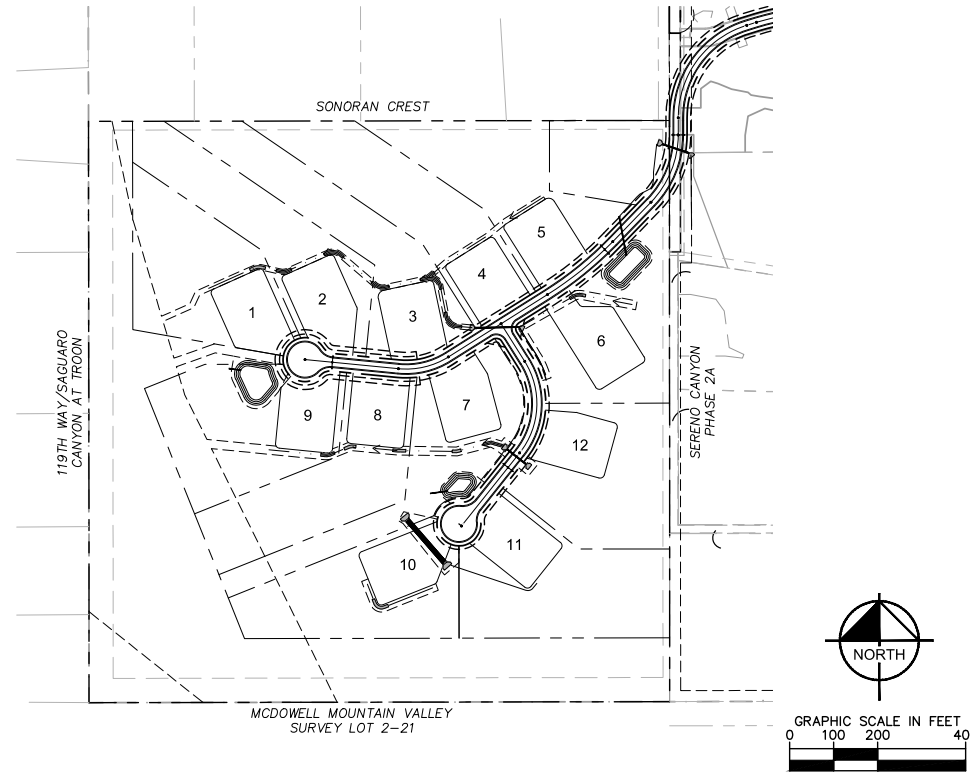 SONORAN CREST
5
4
2
1
3
6
119TH WAY/SAGUARO
CANYON AT TROON
SERENO CANYON
PHASE 2A
9
8
7
12
11
10
NORTH
MCDOWELL MOUNTAIN VALLEY
SURVEY LOT 2-21
GRAPHIC SCALE IN FEET
0 100 200 40